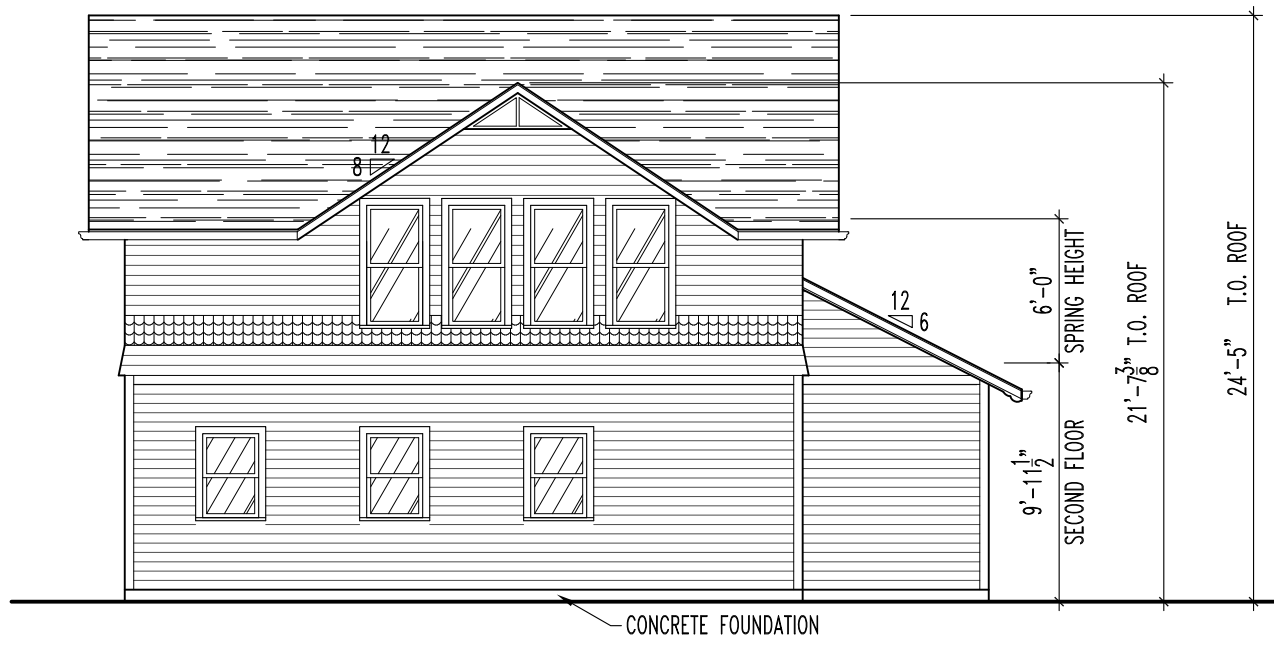 12
8
12
6
6'-0"
SPRING HEIGHT
9'-11 1/2"
SECOND FLOOR
21'-7 3/8" T.O. ROOF
24'-5" T.O. ROOF
CONCRETE FOUNDATION